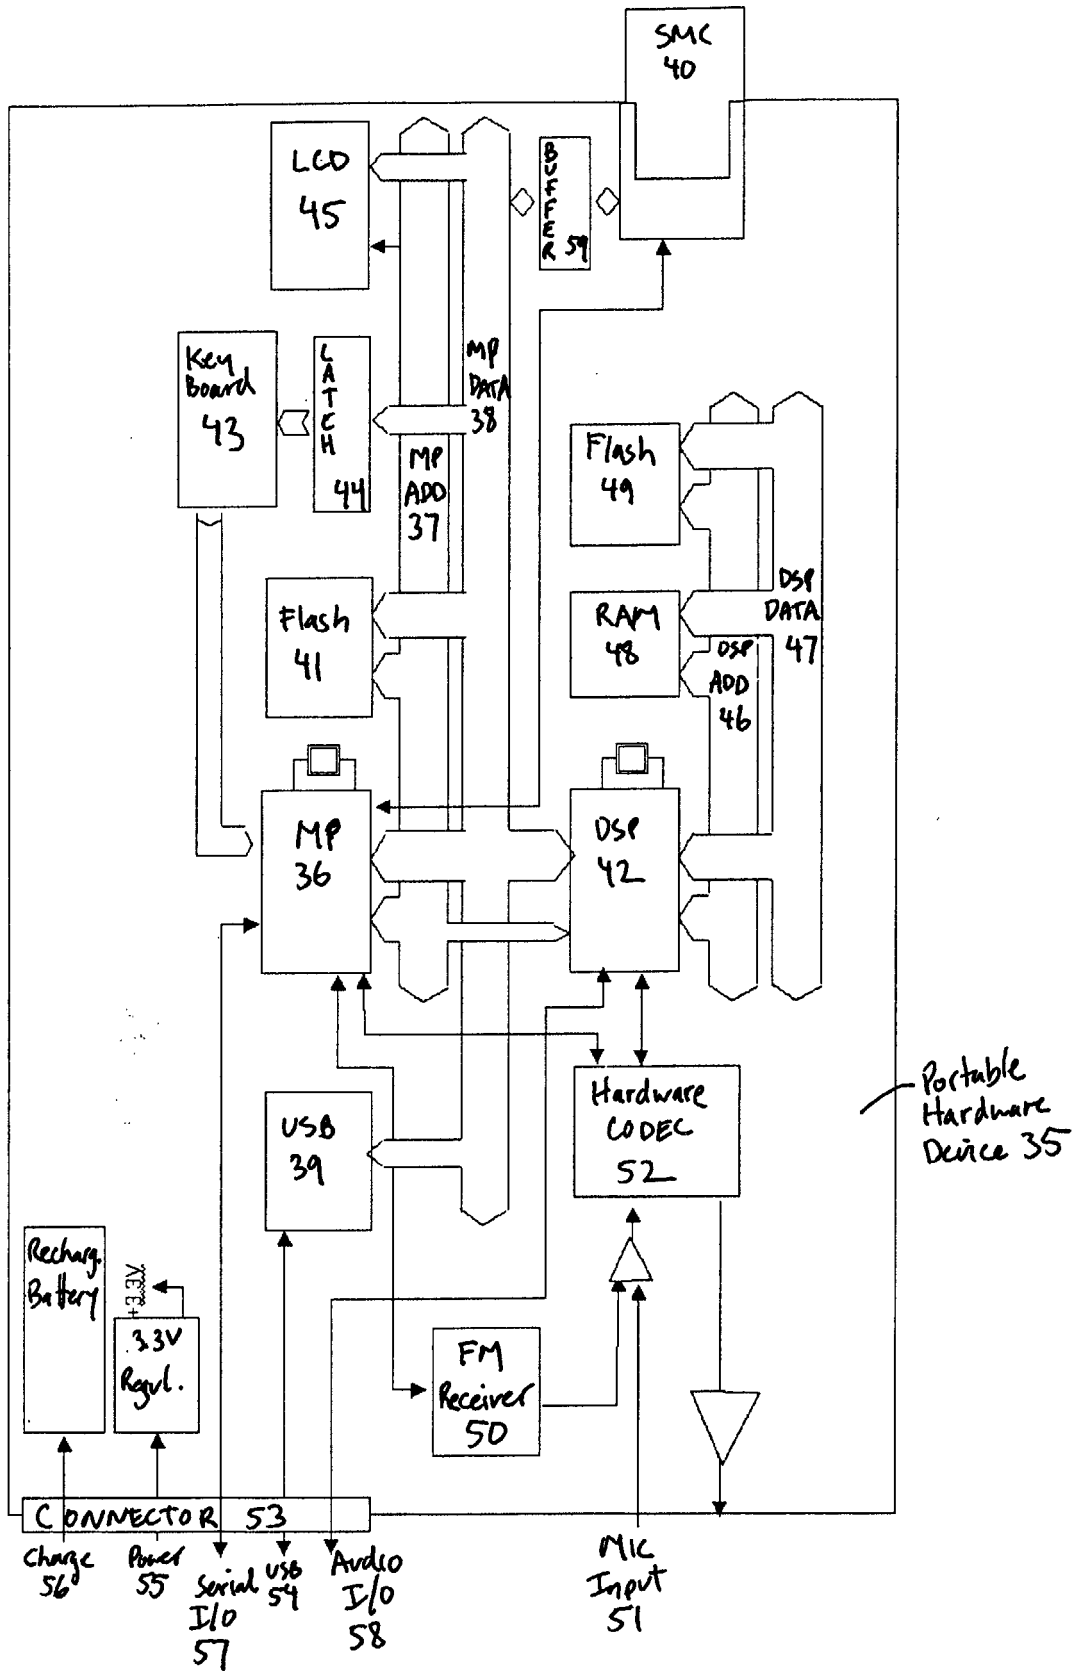 SMC
40
LCD
45
BUFFER
59
Key
Board
43
LATCH
44
MP
DATA
38
MP
ADD
37
Flash
49
Flash
41
RAM
48
DSP
DATA
47
DSP
ADD
46
MP
36
DSP
42
Hardware
CODEC
52
Portable
Hardware
Device 35
USB
39
Recharg.
Battery
3.3V
Regul.
FM
Receiver
50
CONNECTOR 53
Charge
56
Power
55
Serial
I/O
57
USB
54
Audio
I/O
58
MIC
Input
51